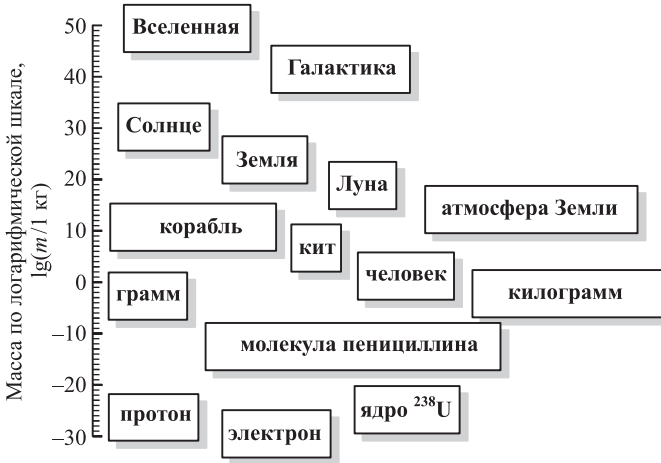 Масса по логарифмической шкале,
lg(m/1 кг)
50
40
30
20
10
0
–10
–20
–30
Вселенная
Галактика
Солнце
Земля
Луна
атмосфера Земли
корабль
кит
человек
грамм
килограмм
молекула пенициллина
протон
ядро ²³⁸U
электрон